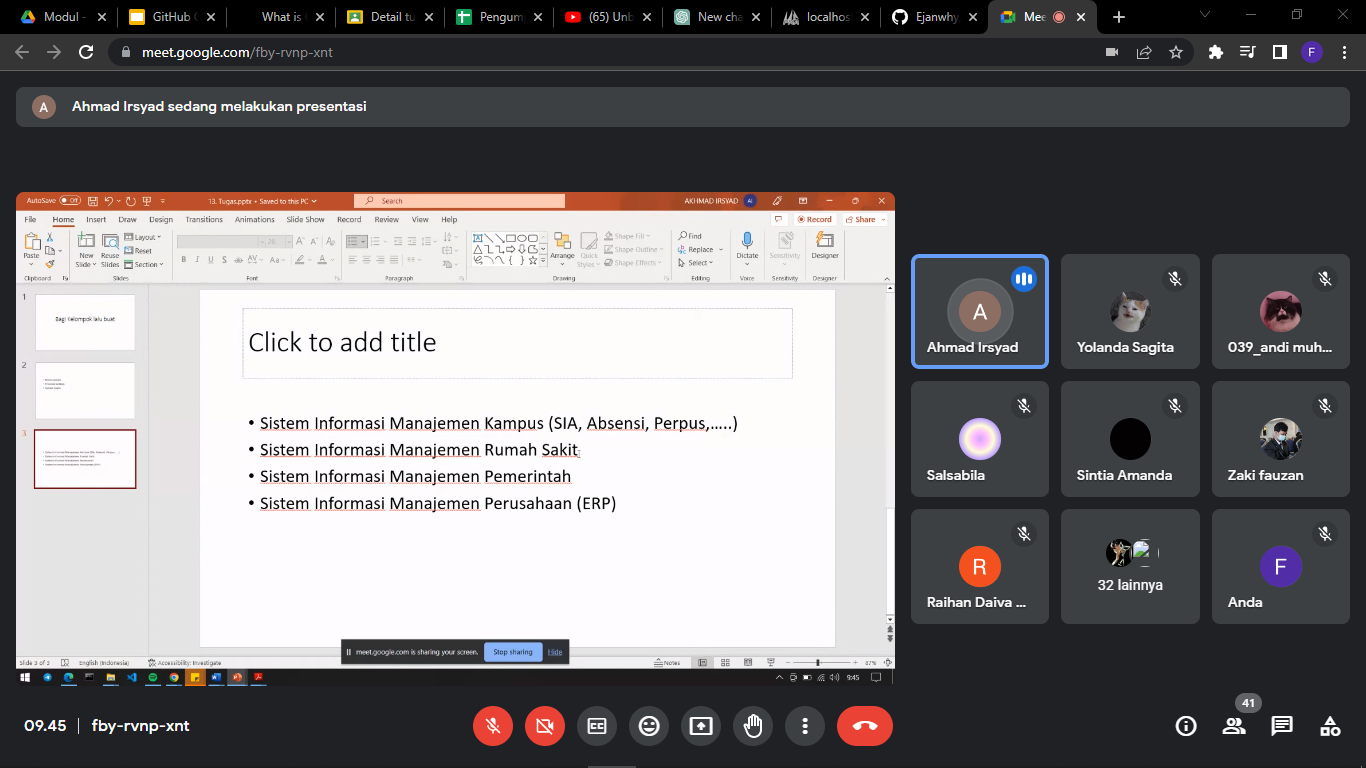 Modul -
GitHub
What is
Detail tu
Pengum
(65) Unb
New cha
localhos
Ejanwhy
Mee
meet.google.com/fby-rvnp-xnt
F
A
Ahmad Irsyad sedang melakukan presentasi
AutoSave Off
13. Tugas.pptx • Saved to this PC
Search
AKHMAD IRSYAD AI
File Home Insert Draw Design Transitions Animations Slide Show Record Review View Help
Record Share
Paste
New Slides
Reuse Slides
Layout
Reset
Section
Arrange
Quick Styles
Shape Fill
Shape Outline
Shape Effects
Find
Replace
Select
Dictate
Sensitivity
Designer
Clipboard Slides Font Paragraph Drawing Editing Voice Sensitivity Designer
1
Bagi Kelompok lalu buat
2
3
Click to add title
• Sistem Informasi Manajemen Kampus (SIA, Absensi, Perpus,…..)
• Sistem Informasi Manajemen Rumah Sakit
• Sistem Informasi Manajemen Pemerintah
• Sistem Informasi Manajemen Perusahaan (ERP)
meet.google.com is sharing your screen. Stop sharing Hide
Slide 3 of 3 English (Indonesia) Accessibility: Investigate Notes 87%
9:45
A
Ahmad Irsyad
Yolanda Sagita
039_andi muh...
Salsabila
Sintia Amanda
Zaki fauzan
R
Raihan Daiva ...
32 lainnya
F
Anda
09.45 | fby-rvnp-xnt
41